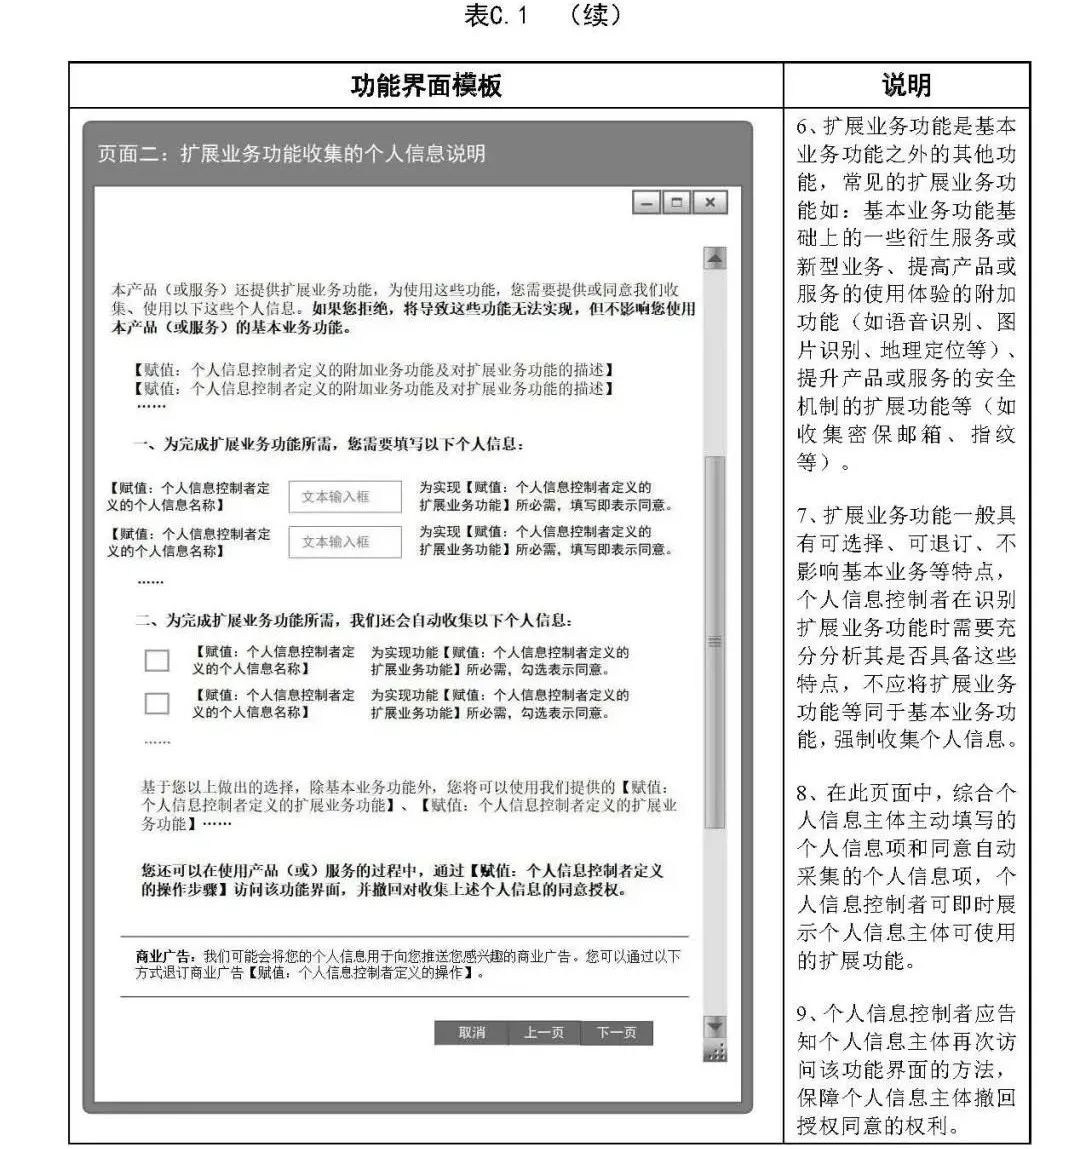 表C.1 （续）
功能界面模板
说明
页面二：扩展业务功能收集的个人信息说明
本产品（或服务）还提供扩展业务功能，为使用这些功能，您需要提供或同意我们收
集、使用以下这些个人信息。如果您拒绝，将导致这些功能无法实现，但不影响您使用
本产品（或服务）的基本业务功能。
【赋值：个人信息控制者定义的附加业务功能及对扩展业务功能的描述】
【赋值：个人信息控制者定义的附加业务功能及对扩展业务功能的描述】
……
一、为完成扩展业务功能所需，您需要填写以下个人信息：
【赋值：个人信息控制者定
义的个人信息名称】
文本输入框
为实现【赋值：个人信息控制者定义的
扩展业务功能】所必需，填写即表示同意。
【赋值：个人信息控制者定
义的个人信息名称】
文本输入框
为实现【赋值：个人信息控制者定义的
扩展业务功能】所必需，填写即表示同意。
……
二、为完成扩展业务功能所需，我们还会自动收集以下个人信息：
【赋值：个人信息控制者定
义的个人信息名称】
为实现功能【赋值：个人信息控制者定义的
扩展业务功能】所必需，勾选表示同意。
【赋值：个人信息控制者定
义的个人信息名称】
为实现功能【赋值：个人信息控制者定义的
扩展业务功能】所必需，勾选表示同意。
……
基于您以上做出的选择，除基本业务功能外，您将可以使用我们提供的【赋值：
个人信息控制者定义的扩展业务功能】、【赋值：个人信息控制者定义的扩展业
务功能】……
您还可以在使用产品（或）服务的过程中，通过【赋值：个人信息控制者定义
的操作步骤】访问该功能界面，并撤回对收集上述个人信息的同意授权。
商业广告：我们可能会将您的个人信息用于向您推送您感兴趣的商业广告。您可以通过以下
方式退订商业广告【赋值：个人信息控制者定义的操作】。
取消
上一页
下一页
6、扩展业务功能是基本
业务功能之外的其他功
能，常见的扩展业务功
能如：基本业务功能基
础上的一些衍生服务或
新型业务、提高产品或
服务的使用体验的附加
功能（如语音识别、图
片识别、地理定位等）、
提升产品或服务的安全
机制的扩展功能等（如
收集密保邮箱、指纹
等）。
7、扩展业务功能一般具
有可选择、可退订、不
影响基本业务等特点，
个人信息控制者在识别
扩展业务功能时需要充
分分析其是否具备这些
特点，不应将扩展业务
功能等同于基本业务功
能，强制收集个人信息。
8、在此页面中，综合个
人信息主体主动填写的
个人信息项和同意自动
采集的个人信息项，个
人信息控制者可即时展
示个人信息主体可使用
的扩展功能。
9、个人信息控制者应告
知个人信息主体再次访
问该功能界面的方法，
保障个人信息主体撤回
授权同意的权利。